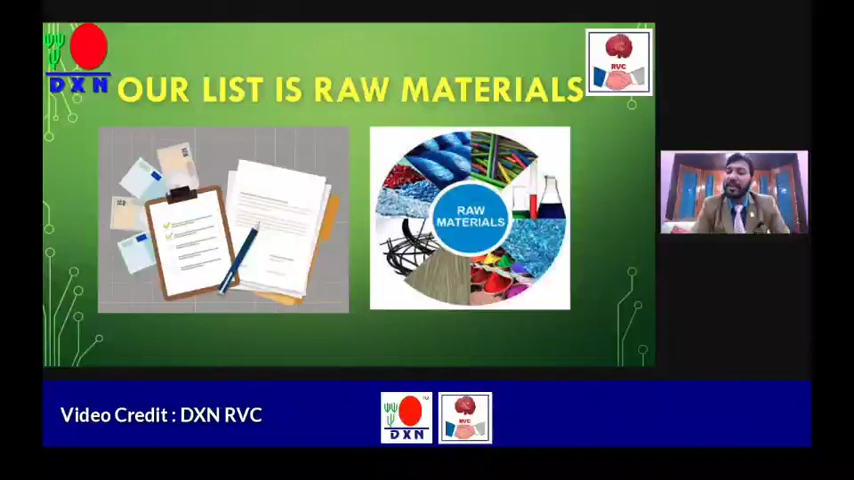 DXN
OUR LIST IS RAW MATERIALS
RVC
RAW
MATERIALS
Video Credit : DXN RVC
DXN
RVC